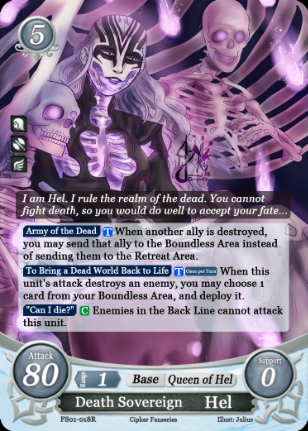 5
I am Hel. I rule the realm of the dead. You cannot
fight death, so you would do well to accept your fate...
Army of the Dead T When another ally is destroyed,
you may send that ally to the Boundless Area instead
of sending them to the Retreat Area.
To Bring a Dead World Back to Life T Once per Turn When this
unit's attack destroys an enemy, you may choose 1
card from your Boundless Area, and deploy it.
"Can I die?" C Enemies in the Back Line cannot attack
this unit.
Attack
80
Range
1
Base
Queen of Hel
Support
0
Death Sovereign
Hel
FS01-018R
Cipher Fanseries
Illust: Julius